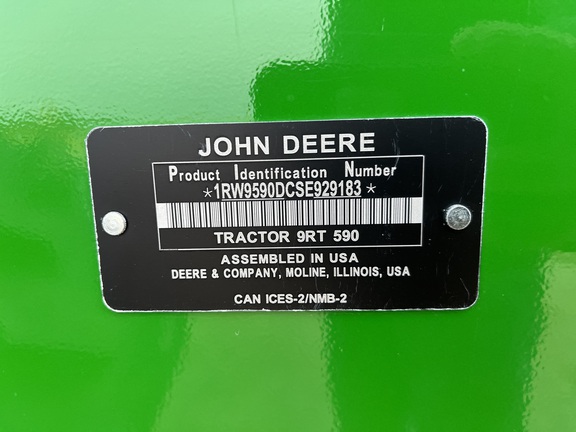 JOHN DEERE
Product Identification Number
*1RW9590DCSE929183*
TRACTOR 9RT 590
ASSEMBLED IN USA
DEERE & COMPANY, MOLINE, ILLINOIS, USA
CAN ICES-2/NMB-2